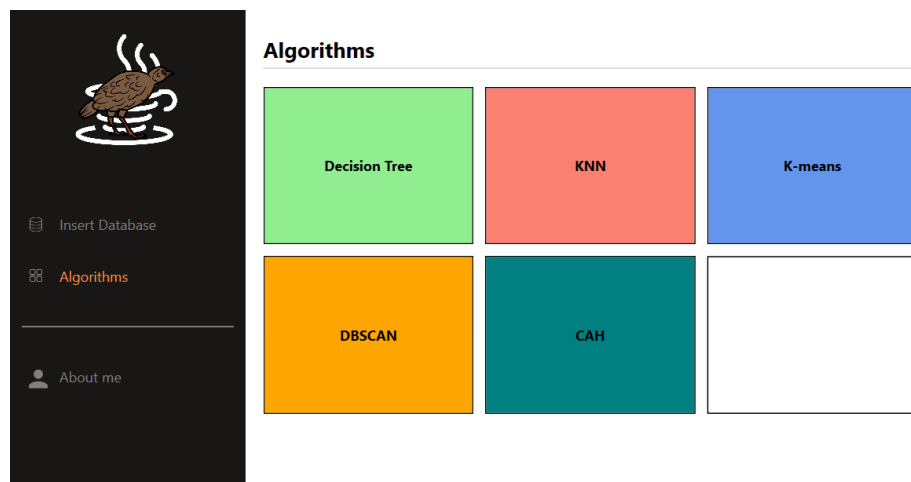 Algorithms
Decision Tree
KNN
K-means
Insert Database
Algorithms
DBSCAN
CAH
About me